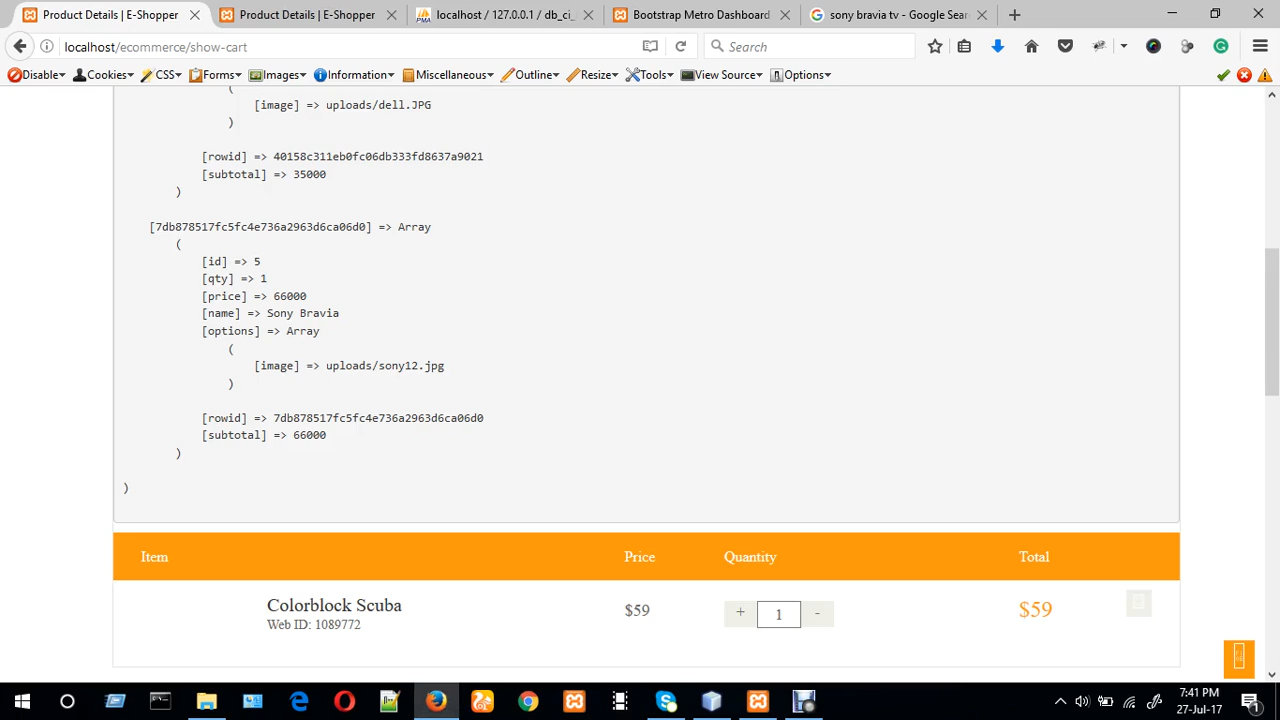 Product Details | E-Shopper
Product Details | E-Shopper
localhost / 127.0.0.1 / db_ci_
Bootstrap Metro Dashboard
sony bravia tv - Google Sear
localhost/ecommerce/show-cart
Search
Disable
Cookies
CSS
Forms
Images
Information
Miscellaneous
Outline
Resize
Tools
View Source
Options
(
[image] => uploads/dell.JPG
)
[rowid] => 40158c311eb0fc06db333fd8637a9021
[subtotal] => 35000
)
[7db878517fc5fc4e736a2963d6ca06d0] => Array
(
[id] => 5
[qty] => 1
[price] => 66000
[name] => Sony Bravia
[options] => Array
(
[image] => uploads/sony12.jpg
)
[rowid] => 7db878517fc5fc4e736a2963d6ca06d0
[subtotal] => 66000
)
)
Item Price Quantity Total
Colorblock Scuba
Web ID: 1089772
$59
+ 1 -
$59
7:41 PM
27-Jul-17